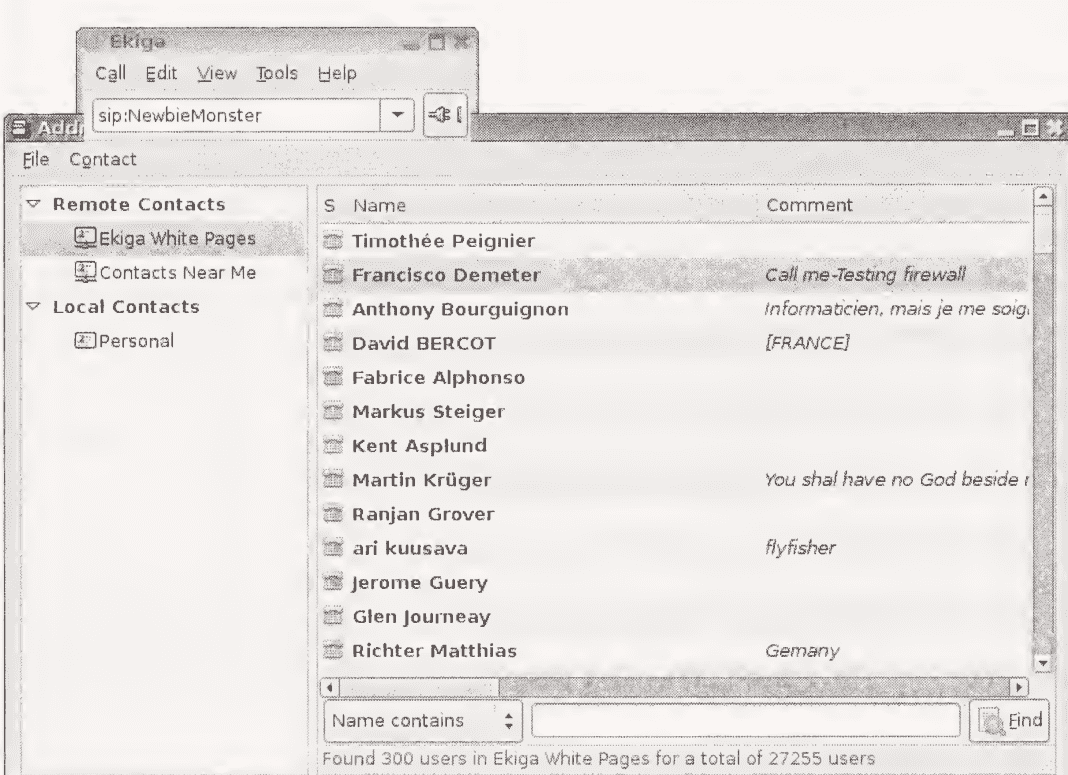 Ekiga
Call Edit View Tools Help
sip:NewbieMonster
Addr
File Contact
Remote Contacts
Ekiga White Pages
Contacts Near Me
Local Contacts
Personal
S Name Comment
Timothée Peignier
Francisco Demeter Call me-Testing firewall
Anthony Bourguignon Informaticien, mais je me soig
David BERCOT [FRANCE]
Fabrice Alphonso
Markus Steiger
Kent Asplund
Martin Krüger You shal have no God beside
Ranjan Grover
ari kuusava flyfisher
Jerome Guery
Glen Journeay
Richter Matthias Gemany
Name contains Find
Found 300 users in Ekiga White Pages for a total of 27255 users